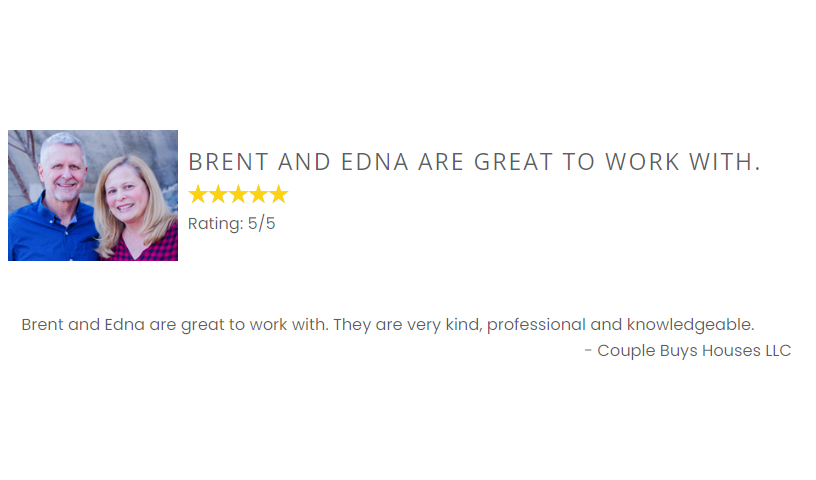 BRENT AND EDNA ARE GREAT TO WORK WITH.
Rating: 5/5
Brent and Edna are great to work with. They are very kind, professional and knowledgeable.
- Couple Buys Houses LLC